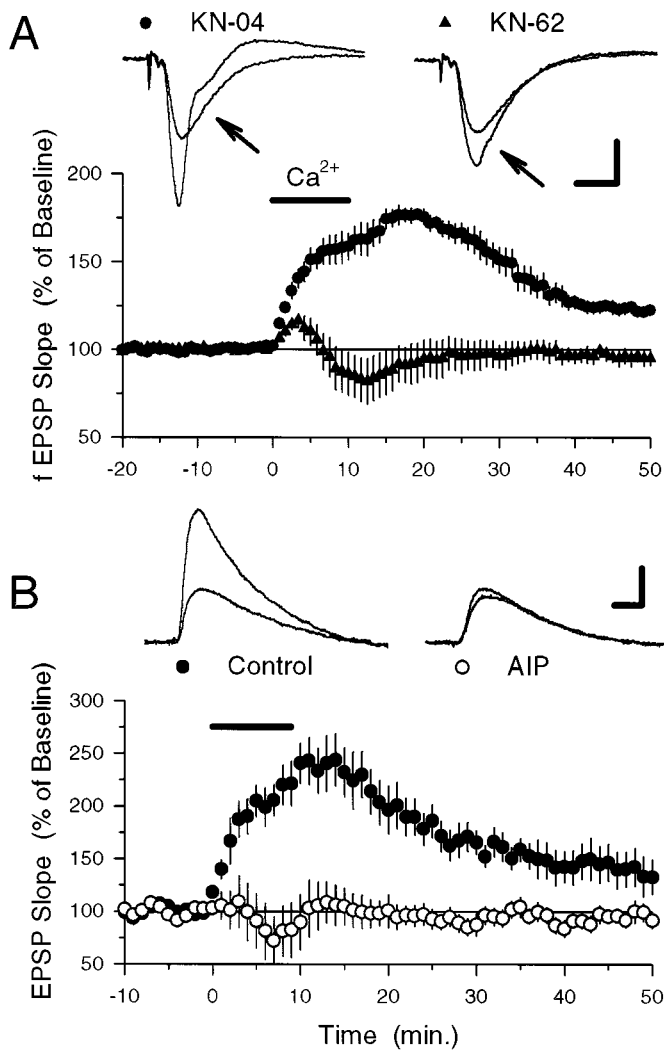 A
● KN-04 ▲ KN-62
Ca²⁺
f EPSP Slope (% of Baseline)
200
150
100
50
-20 -10 0 10 20 30 40 50
B
● Control ○ AIP
EPSP Slope (% of Baseline)
300
250
200
150
100
50
-10 0 10 20 30 40 50
Time (min.)